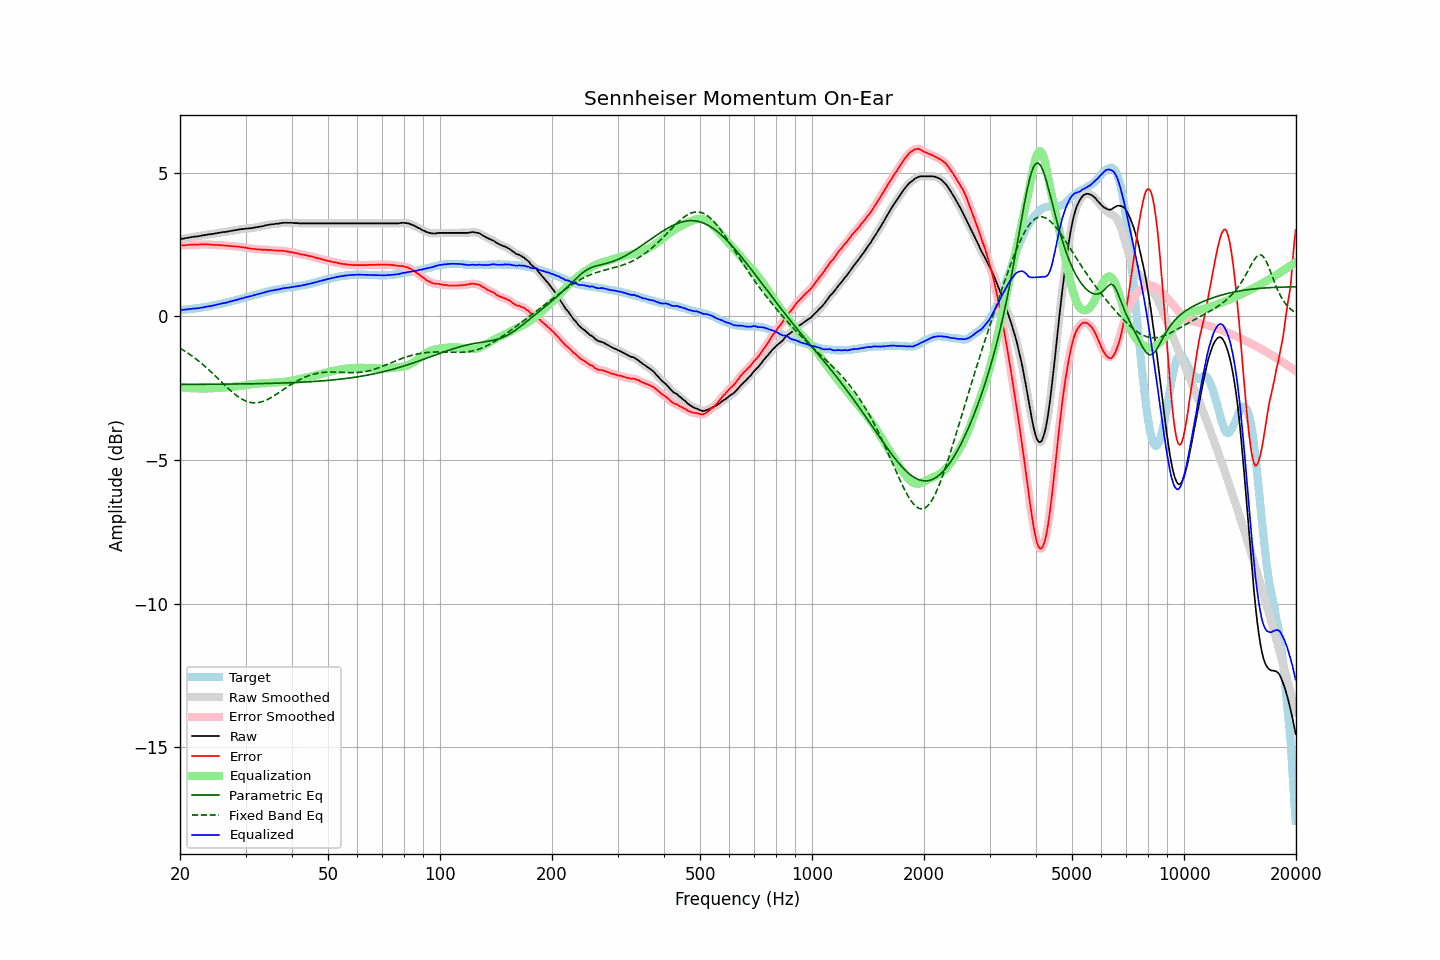 Sennheiser Momentum On-Ear
Amplitude (dBr)
5
0
−5
−10
−15
Target
Raw Smoothed
Error Smoothed
Raw
Error
Equalization
Parametric Eq
Fixed Band Eq
Equalized
20 50 100 200 500 1000 2000 5000 10000 20000
Frequency (Hz)